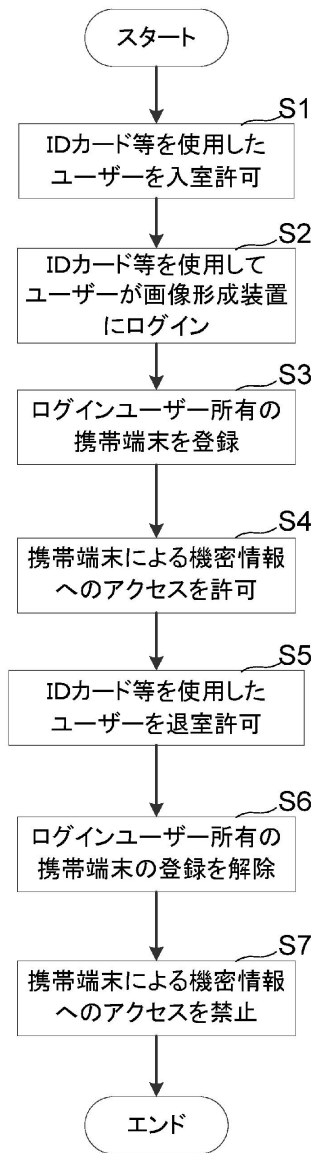 スタート
S1
IDカード等を使用した
ユーザーを入室許可
S2
IDカード等を使用して
ユーザーが画像形成装置
にログイン
S3
ログインユーザー所有の
携帯端末を登録
S4
携帯端末による機密情報
へのアクセスを許可
S5
IDカード等を使用した
ユーザーを退室許可
S6
ログインユーザー所有の
携帯端末の登録を解除
S7
携帯端末による機密情報
へのアクセスを禁止
エンド